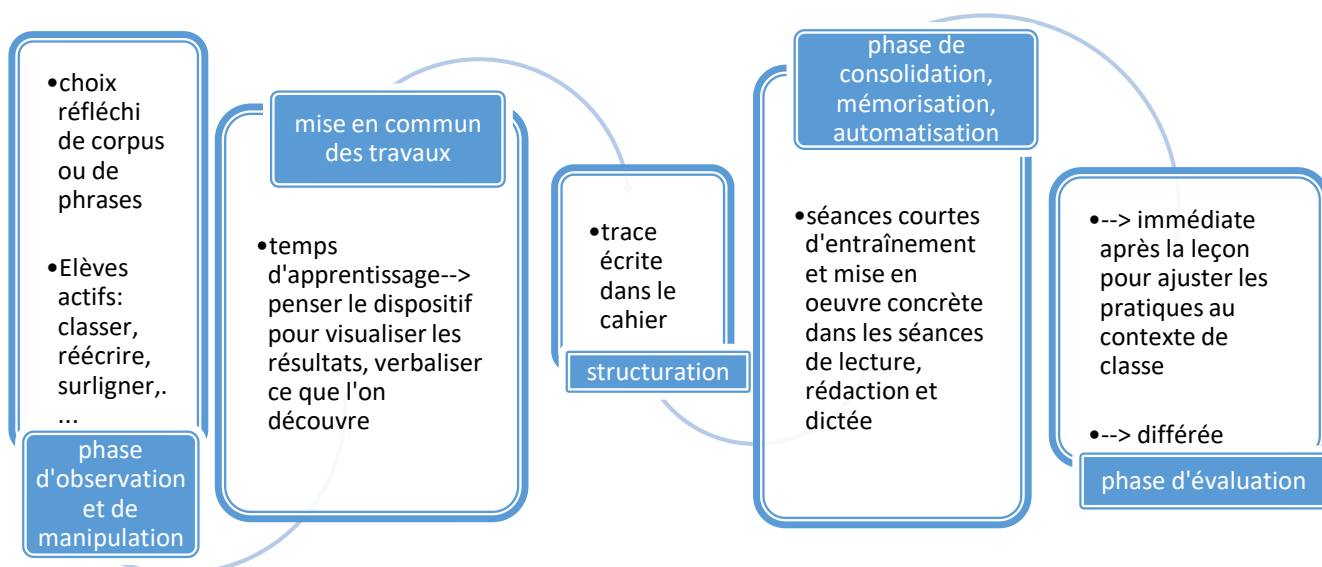 •choix
réfléchi
de corpus
ou de
phrases
•Elèves
actifs:
classer,
réécrire,
surligner,.
...
phase
d'observation
et de
manipulation
mise en commun
des travaux
•temps
d'apprentissage-->
penser le dispositif
pour visualiser les
résultats, verbaliser
ce que l'on
découvre
•trace
écrite
dans le
cahier
structuration
phase de
consolidation,
mémorisation,
automatisation
•séances courtes
d'entraînement
et mise en
oeuvre concrète
dans les séances
de lecture,
rédaction et
dictée
•--> immédiate
après la leçon
pour ajuster les
pratiques au
contexte de
classe
•--> différée
phase d'évaluation